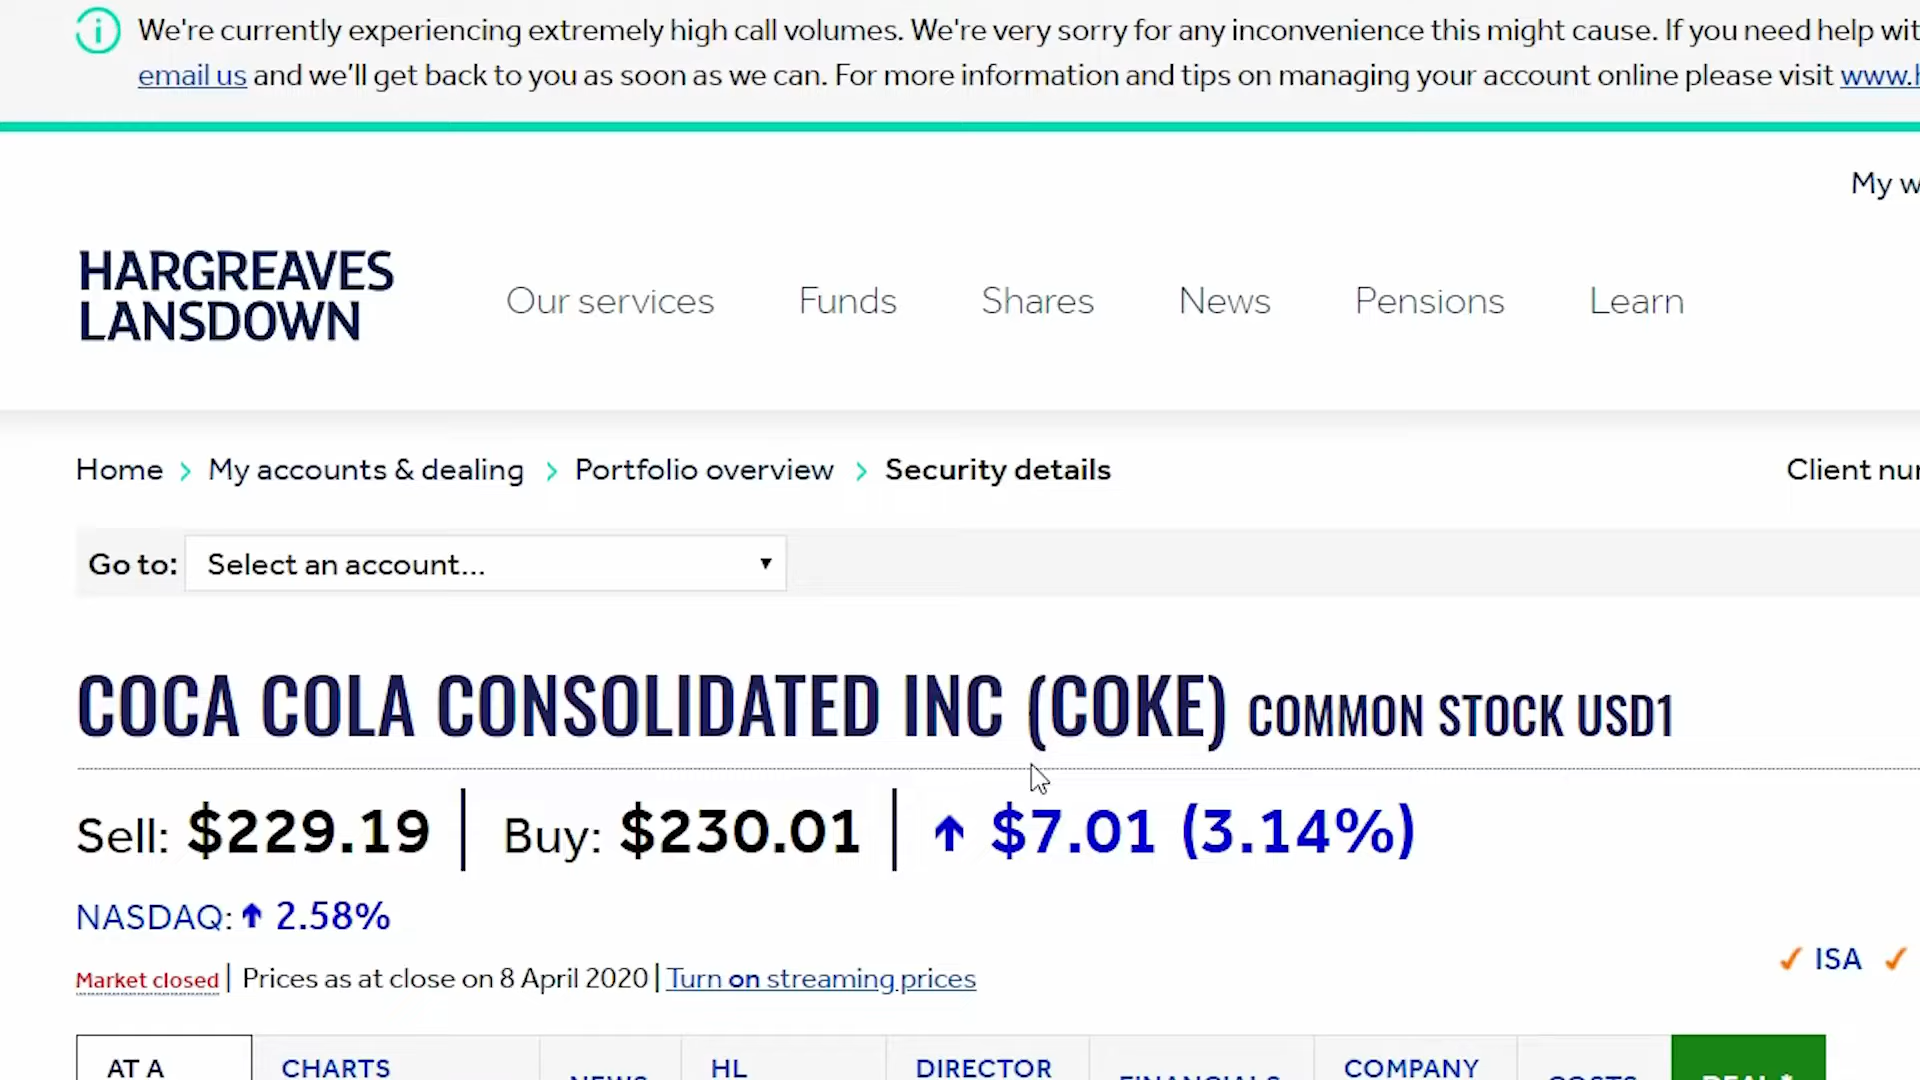 We're currently experiencing extremely high call volumes. We're very sorry for any inconvenience this might cause. If you need help
email us and we'll get back to you as soon as we can. For more information and tips on managing your account online please visit www.
My
HARGREAVES
LANSDOWN
Our services Funds Shares News Pensions Learn
Home > My accounts & dealing > Portfolio overview > Security details
Client
Go to: Select an account...
COCA COLA CONSOLIDATED INC (COKE) COMMON STOCK USD1
Sell: $229.19 | Buy: $230.01 | ↑ $7.01 (3.14%)
NASDAQ: ↑ 2.58%
✓ ISA ✓
Market closed | Prices as at close on 8 April 2020 | Turn on streaming prices
AT A CHARTS NEWS HL DIRECTOR FINANCIALS COMPANY COSTS DEAL*